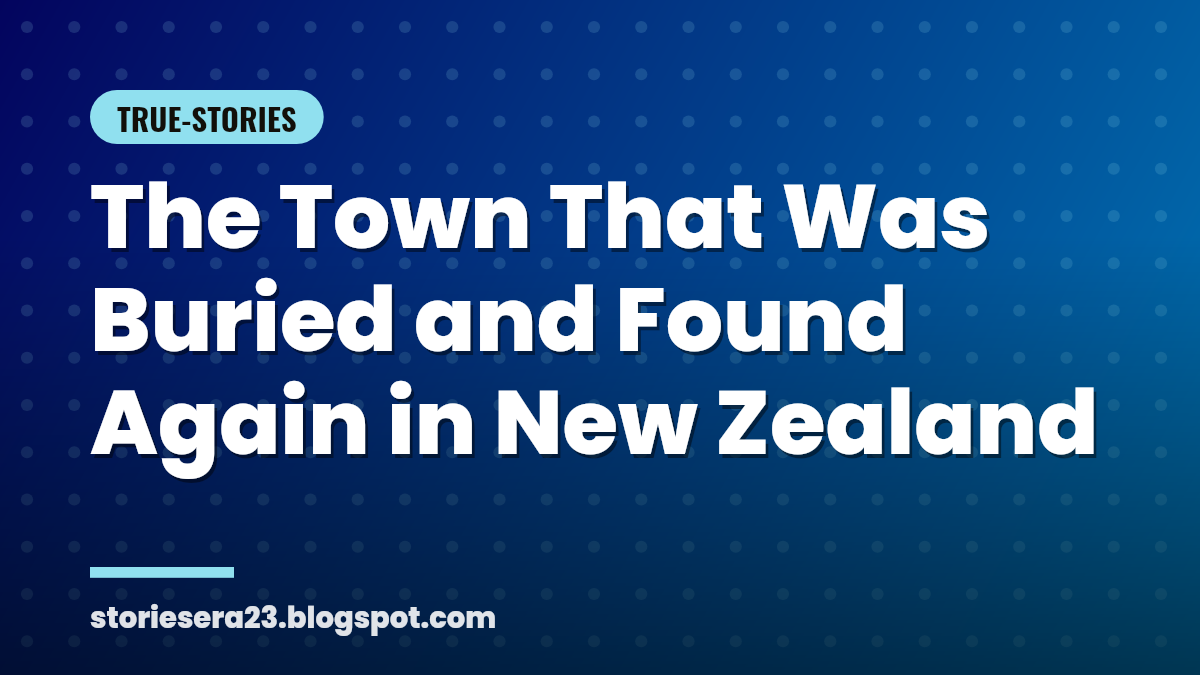 TRUE-STORIES
The Town That Was
Buried and Found
Again in New Zealand
storiesera23.blogspot.com